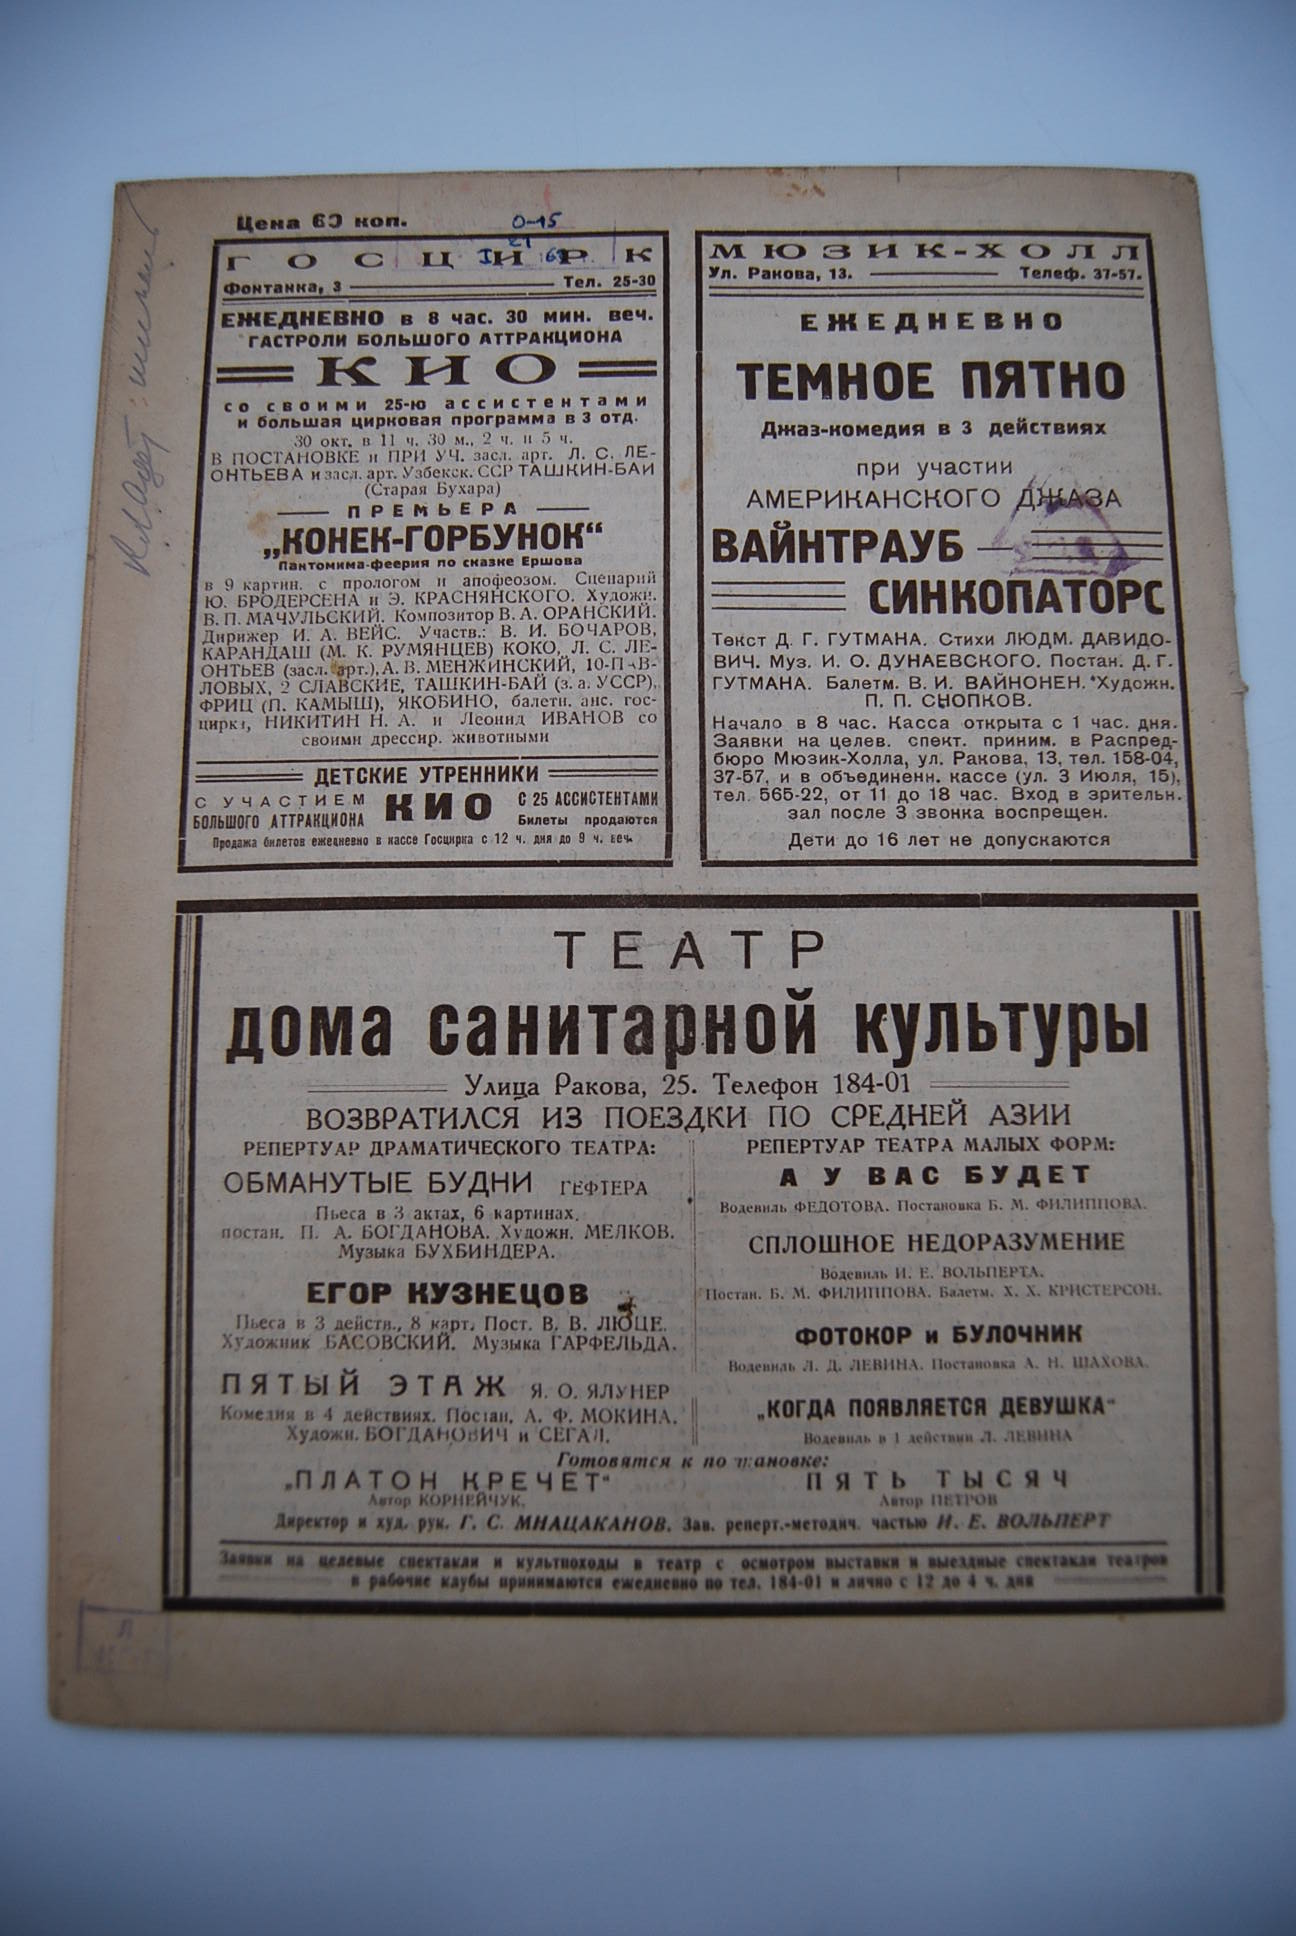 Цена 60 коп.
О-15
ГОСЦИРК
Фонтанка, 3 Тел. 25-30
ЕЖЕДНЕВНО в 8 час. 30 мин. веч.
ГАСТРОЛИ БОЛЬШОГО АТТРАКЦИОНА
КИО
со своими 25-ю ассистентами
и большая цирковая программа в 3 отд.
30 окт. в 11 ч. 30 м., 2 ч. и 5 ч.
В ПОСТАНОВКЕ и ПРИ УЧ. засл. арт. Л. С. ЛЕ-
ОНТЬЕВА и засл. арт. Узбекск. ССР ТАШКИН-БАИ
(Старая Бухара)
ПРЕМЬЕРА
„КОНЕК-ГОРБУНОК“
Пантомима-феерия по сказке Ершова
в 9 картин. с прологом и апофеозом. Сценарий
Ю. БРОДЕРСЕНА и Э. КРАСНЯНСКОГО. Художн.
В. П. МАЧУЛЬСКИЙ. Композитор В. А. ОРАНСКИЙ.
Дирижер И. А. ВЕЙС. Участв.: В. И. БОЧАРОВ,
КАРАНДАШ (М. К. РУМЯНЦЕВ) КОКО, Л. С. ЛЕ-
ОНТЬЕВ (засл. арт.), А. В. МЕНЖИНСКИЙ, 10-ПАВ-
ЛОВЫХ, 2 СЛАВСКИЕ, ТАШКИН-БАЙ (з. а. УССР),
ФРИЦ (П. КАМЫШ), ЯКОБИНО, балетн. анс. гос-
цирка, НИКИТИН Н. А. и Леонид ИВАНОВ со
своими дрессир. животными
ДЕТСКИЕ УТРЕННИКИ
С УЧАСТИЕМ
БОЛЬШОГО АТТРАКЦИОНА КИО С 25 АССИСТЕНТАМИ
Билеты продаются
Продажа билетов ежедневно в кассе Госцирка с 12 ч. дня до 9 ч. веч.
МЮЗИК-ХОЛЛ
Ул. Ракова, 13. Телеф. 37-57.
ЕЖЕДНЕВНО
ТЕМНОЕ ПЯТНО
Джаз-комедия в 3 действиях
при участии
АМЕРИКАНСКОГО ДЖАЗА
ВАЙНТРАУБ
СИНКОПАТОРС
Текст Д. Г. ГУТМАНА. Стихи ЛЮДМ. ДАВИДО-
ВИЧ. Муз. И. О. ДУНАЕВСКОГО. Постан. Д. Г.
ГУТМАНА. Балетм. В. И. ВАЙНОНЕН. Художн.
П. П. СНОПКОВ.
Начало в 8 час. Касса открыта с 1 час. дня.
Заявки на целев. спект. приним. в Распред-
бюро Мюзик-Холла, ул. Ракова, 13, тел. 158-04,
37-57, и в объединенн. кассе (ул. 3 Июля, 15),
тел. 565-22, от 11 до 18 час. Вход в зрительн.
зал после 3 звонка воспрещен.
Дети до 16 лет не допускаются
ТЕАТР
дома санитарной культуры
Улица Ракова, 25. Телефон 184-01
ВОЗВРАТИЛСЯ ИЗ ПОЕЗДКИ ПО СРЕДНЕЙ АЗИИ
РЕПЕРТУАР ДРАМАТИЧЕСКОГО ТЕАТРА:
ОБМАНУТЫЕ БУДНИ ГЕФТЕРА
Пьеса в 3 актах, 6 картинах.
постан. П. А. БОГДАНОВА. Художн. МЕЛКОВ.
Музыка БУХБИНДЕРА.
ЕГОР КУЗНЕЦОВ
Пьеса в 3 действ., 8 карт. Пост. В. В. ЛЮЦЕ.
Художник БАСОВСКИЙ. Музыка ГАРФЕЛЬДА.
ПЯТЫЙ ЭТАЖ Я. О. ЯЛУНЕР
Комедия в 4 действиях. Постан. А. Ф. МОКИНА.
Художн. БОГДАНОВИЧ и СЕГАЛ.
РЕПЕРТУАР ТЕАТРА МАЛЫХ ФОРМ:
А У ВАС БУДЕТ
Водевиль ФЕДОТОВА. Постановка Б. М. ФИЛИППОВА.
СПЛОШНОЕ НЕДОРАЗУМЕНИЕ
Водевиль И. Е. ВОЛЬПЕРТА.
Постан. Б. М. ФИЛИППОВА. Балетм. Х. Х. КРИСТЕРСОН.
ФОТОКОР и БУЛОЧНИК
Водевиль Л. Д. ЛЕВИНА. Постановка А. Н. ШАХОВА.
„КОГДА ПОЯВЛЯЕТСЯ ДЕВУШКА“
Водевиль в 1 действии Л. ЛЕВИНА
Готовятся к постановке:
„ПЛАТОН КРЕЧЕТ“ ПЯТЬ ТЫСЯЧ
Автор КОРНЕЙЧУК. Автор ПЕТРОВ
Директор и худ. рук. Г. С. МНАЦАКАНОВ. Зав. реперт.-методич. частью И. Е. ВОЛЬПЕРТ
Заявки на целевые спектакли и культпоходы в театр с осмотром выставки и выездные спектакли театров
в рабочие клубы принимаются ежедневно по тел. 184-01 и лично с 12 до 4 ч. дня